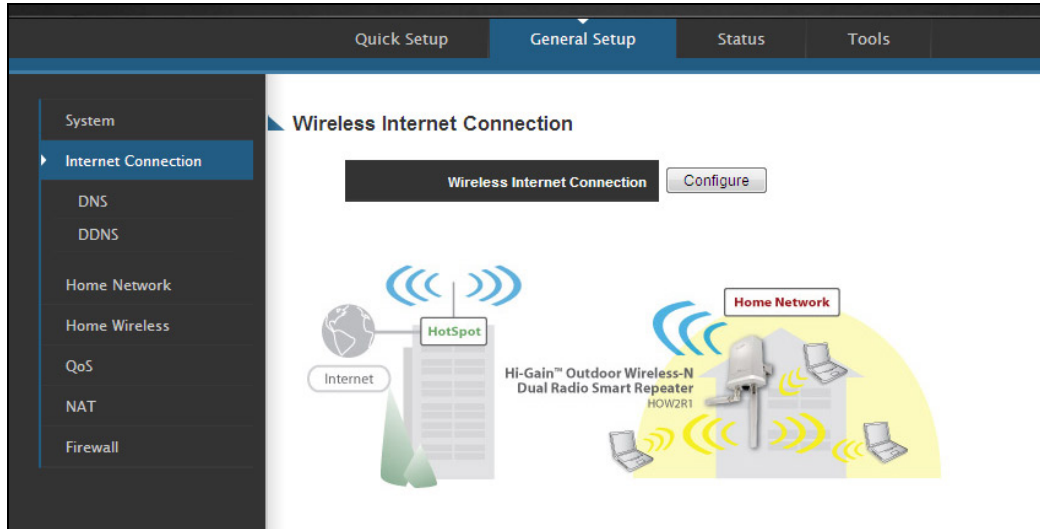 Quick Setup
General Setup
Status
Tools
System
Internet Connection
DNS
DDNS
Home Network
Home Wireless
QoS
NAT
Firewall
Wireless Internet Connection
Wireless Internet Connection
Configure
HotSpot
Internet
Home Network
Hi-Gain™ Outdoor Wireless-N
Dual Radio Smart Repeater
HOW2R1